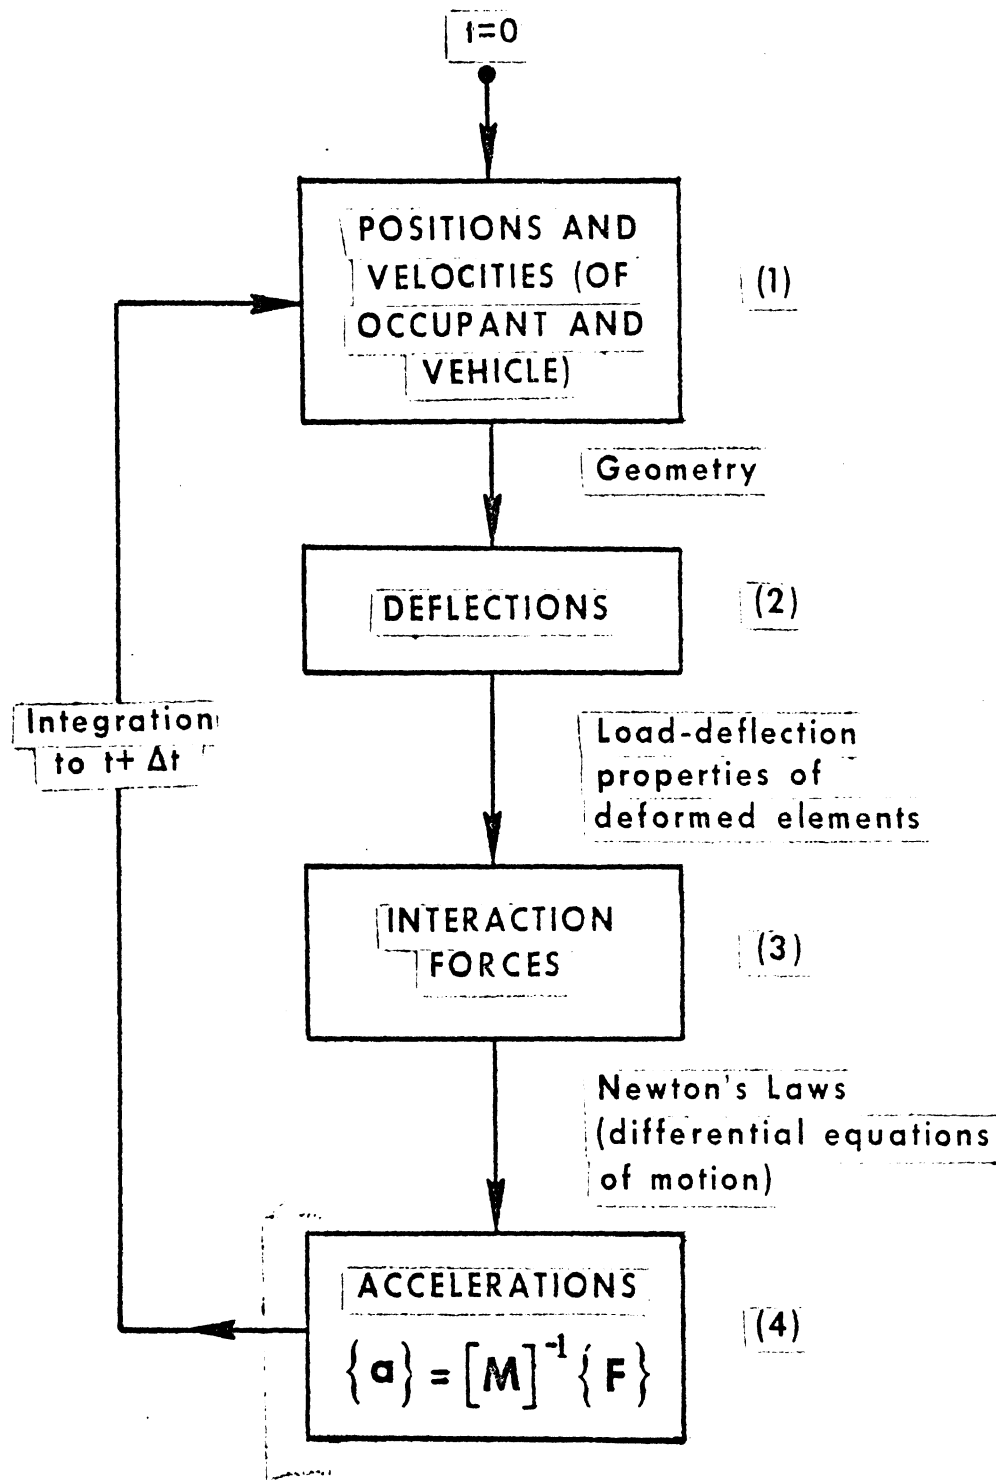 t=0
POSITIONS AND
VELOCITIES (OF
OCCUPANT AND
VEHICLE)
(1)
Geometry
DEFLECTIONS
(2)
Integration
to t+ Δt
Load-deflection
properties of
deformed elements
INTERACTION
FORCES
(3)
Newton's Laws
(differential equations
of motion)
ACCELERATIONS
{a} = [M]⁻¹ {F}
(4)